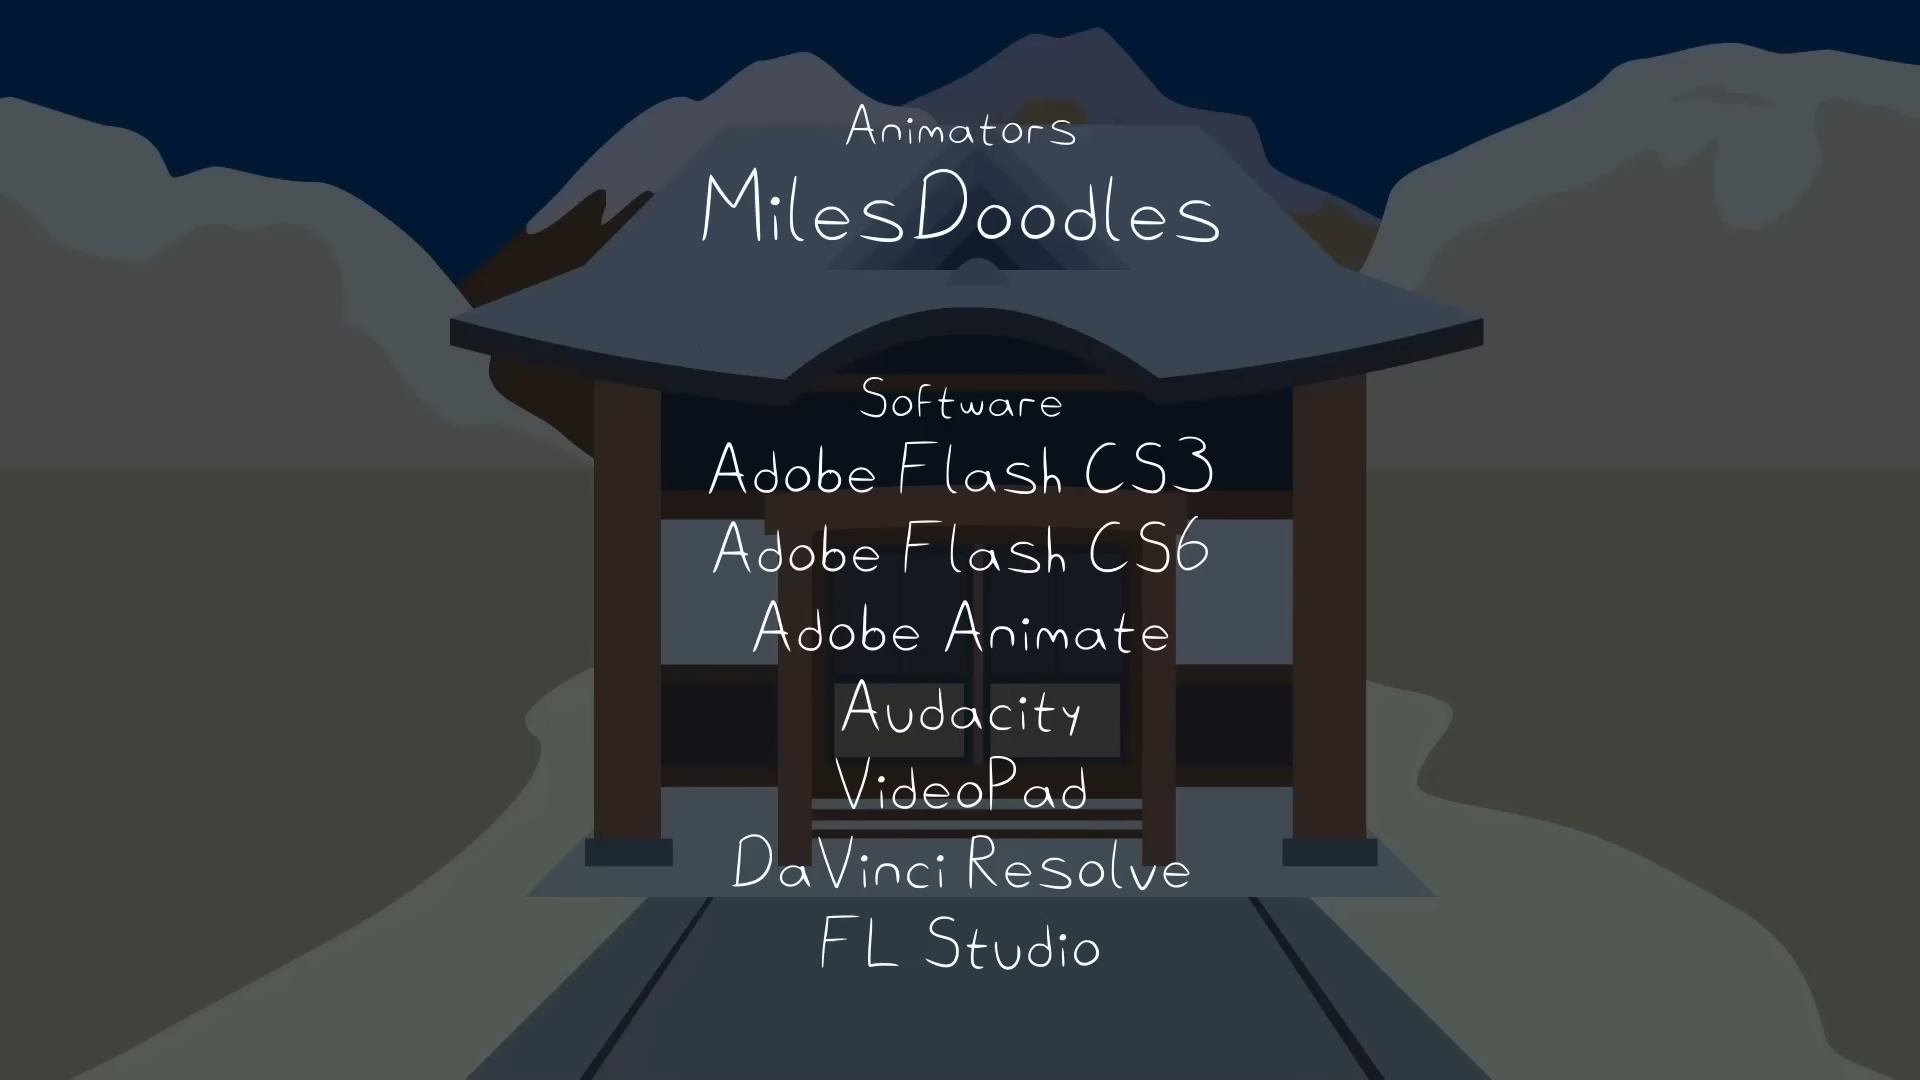 Animators
MilesDoodles
Software
Adobe Flash CS3
Adobe Flash CS6
Adobe Animate
Audacity
VideoPad
DaVinci Resolve
FL Studio